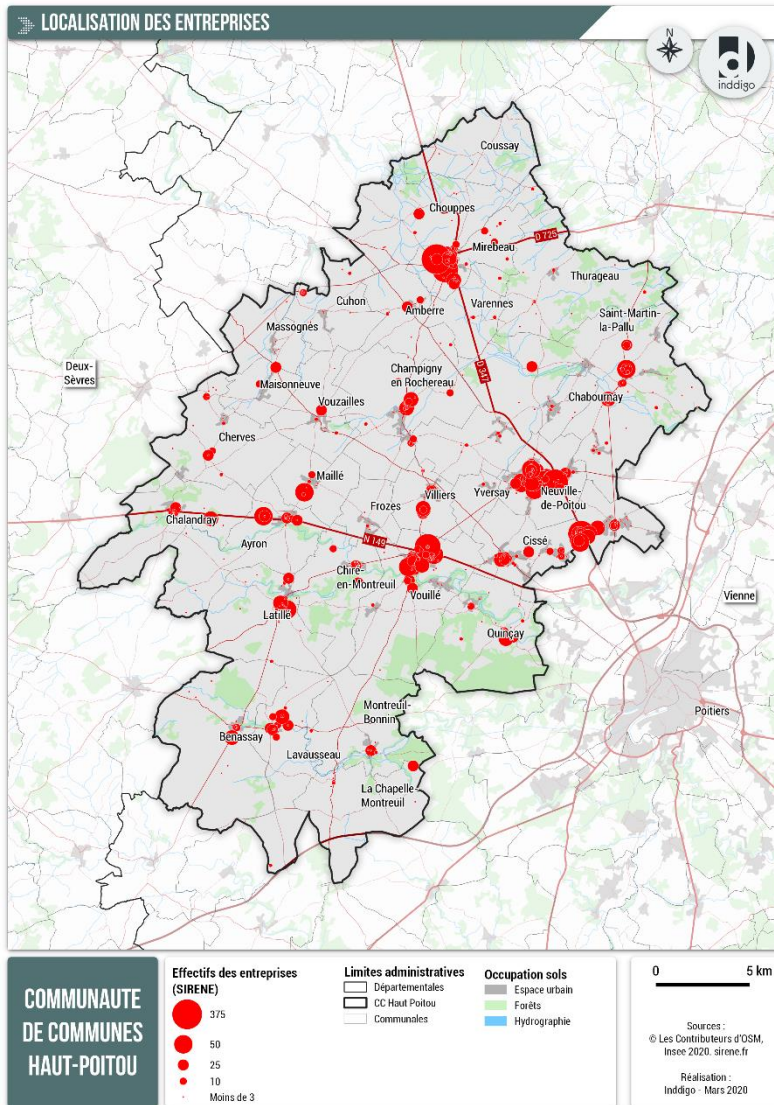 LOCALISATION DES ENTREPRISES
N
inddigo
Coussay
Chouppes
Mirebeau
D 725
Thurageau
Cuhon
Amberre
Varennes
Saint-Martin-
la-Pallu
Massognes
D 347
Deux-
Sèvres
Maisonneuve
Champigny
en Rochereau
Chabournay
Vouzailles
Cherves
Maillé
Villiers
Yversay
Neuville-
de-Poitou
Frozes
Chalandray
Ayron
N 149
Cissé
Chiré-
en-Montreuil
Vouillé
Vienne
Latillé
Quinçay
Montreuil-
Bonnin
Poitiers
Benassay
Lavausseau
La Chapelle-
Montreuil
COMMUNAUTE
DE COMMUNES
HAUT-POITOU
Effectifs des entreprises
(SIRENE)
375
50
25
10
Moins de 3
Limites administratives
Départementales
CC Haut Poitou
Communales
Occupation sols
Espace urbain
Forêts
Hydrographie
0 5 km
Sources :
© Les Contributeurs d'OSM,
Insee 2020. sirene.fr
Réalisation :
Inddigo - Mars 2020